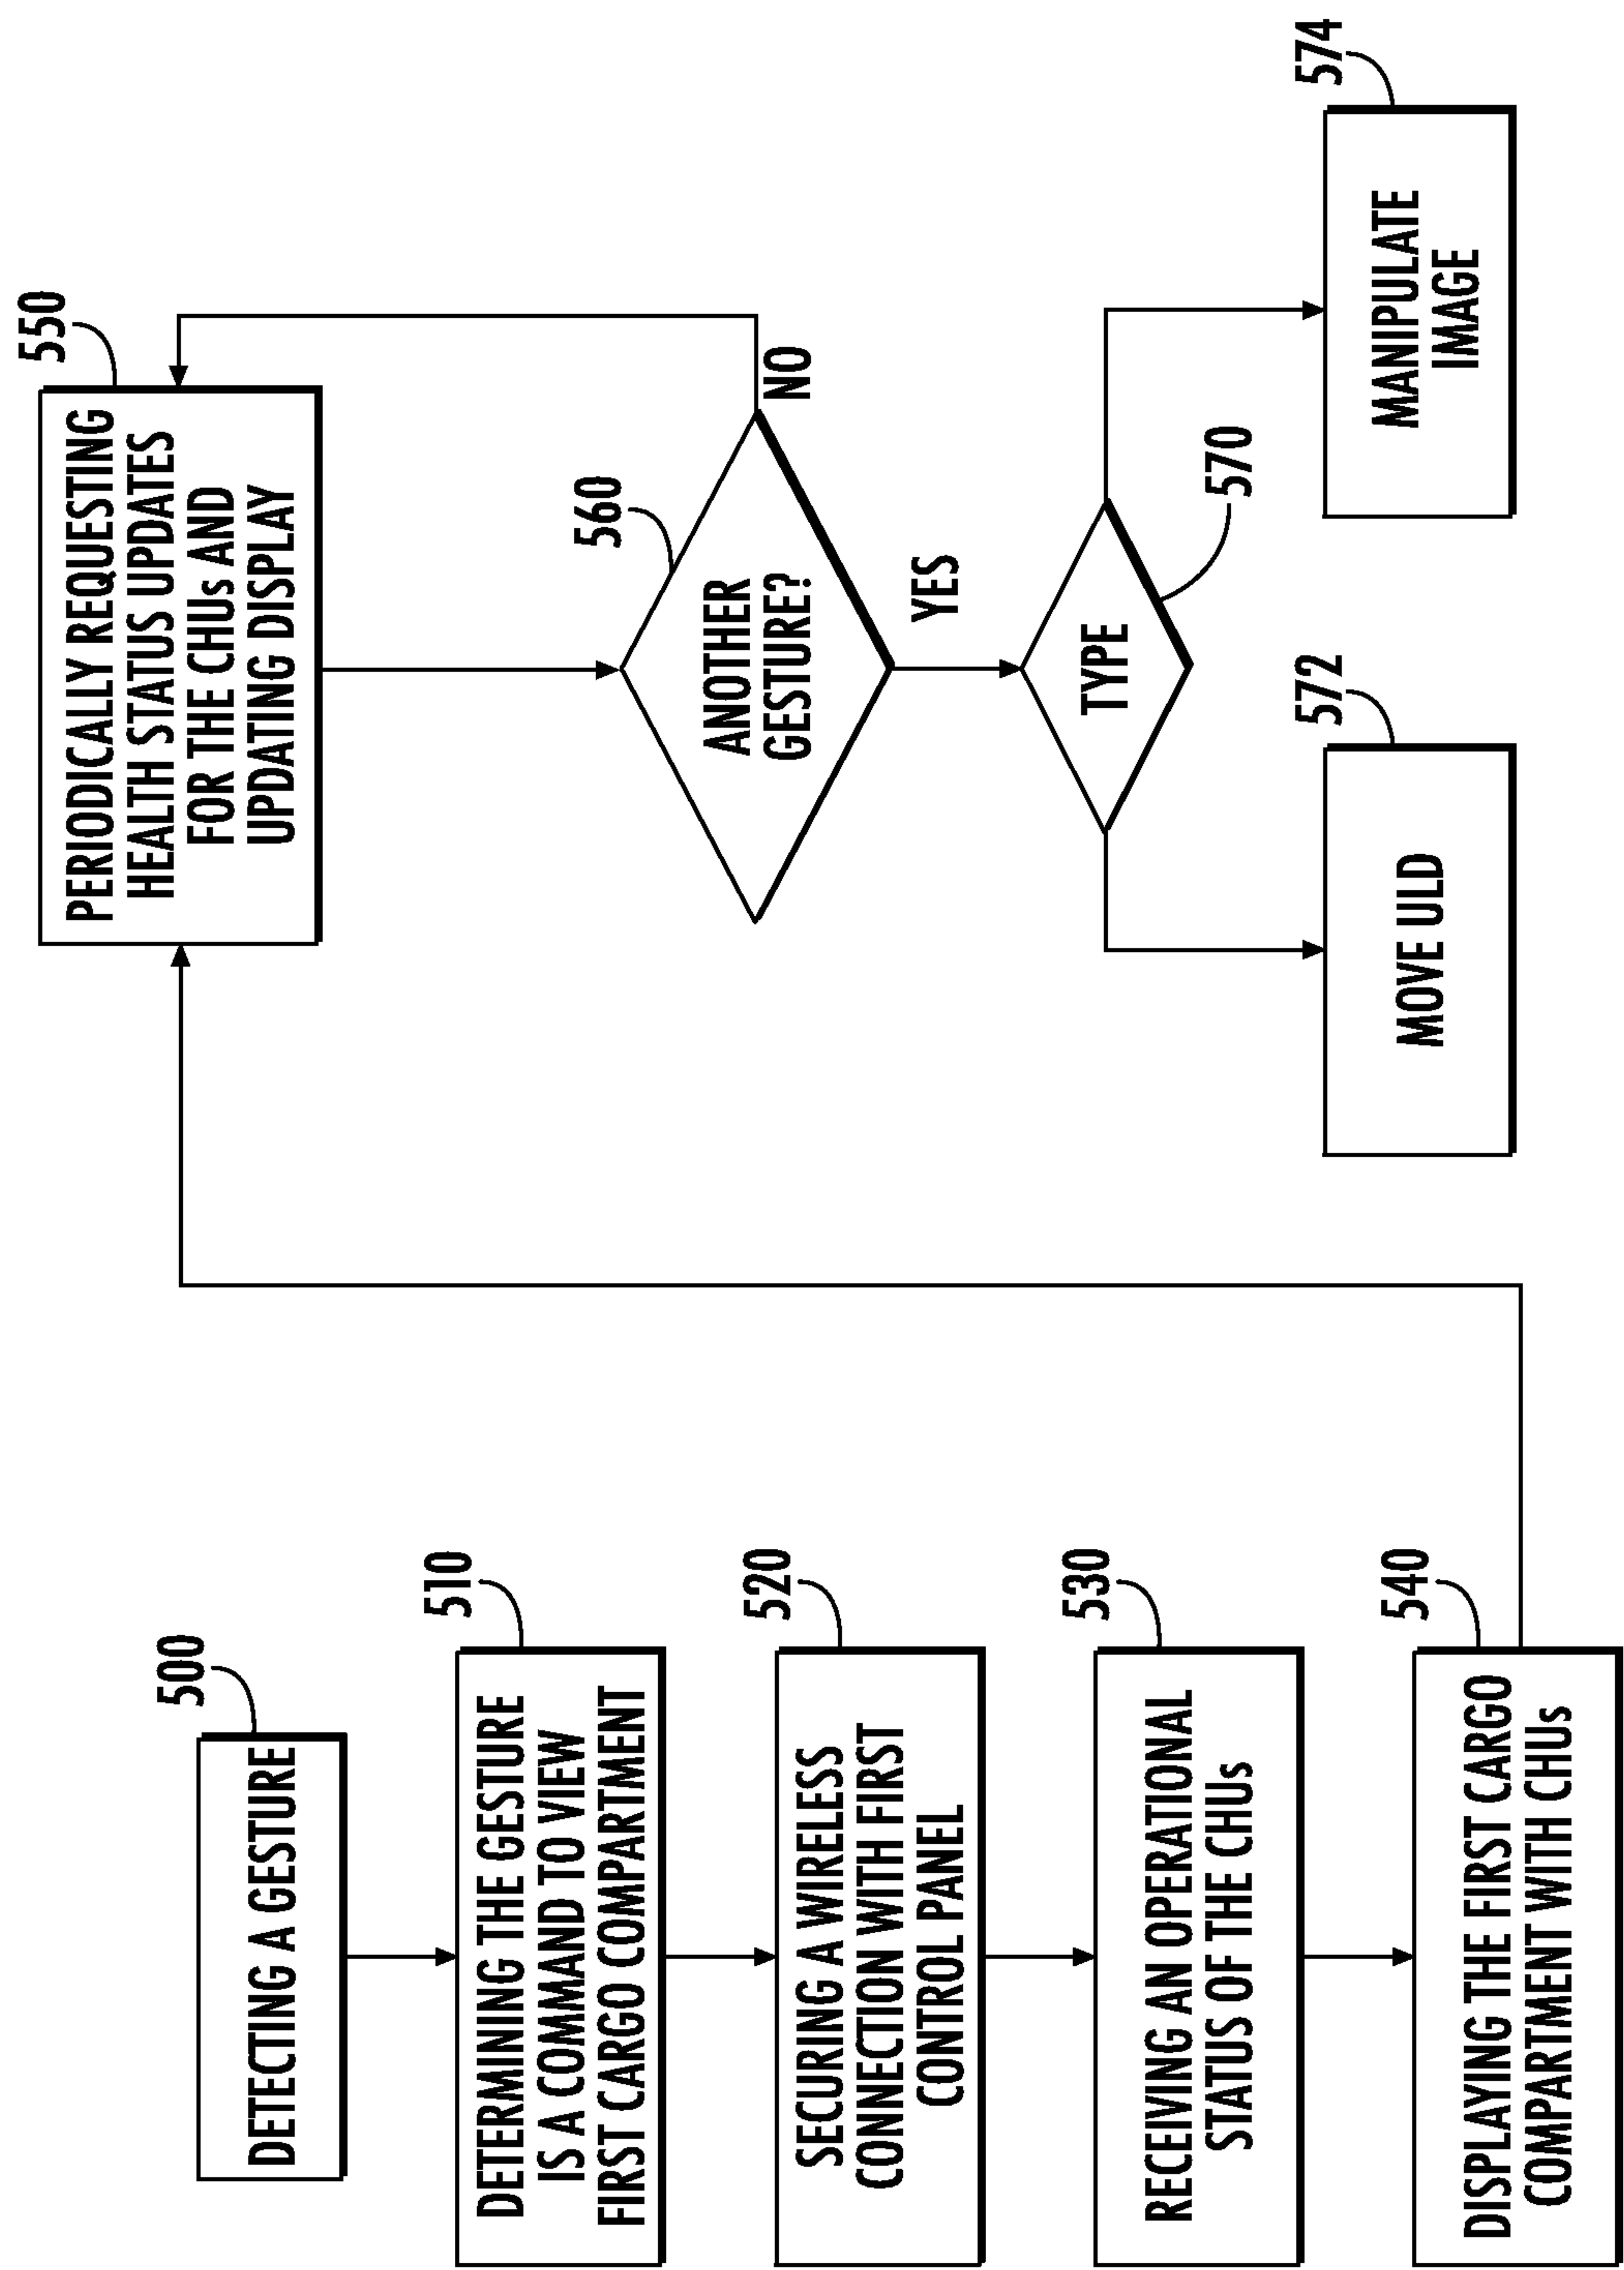 500
DETECTING A GESTURE
510
DETERMINING THE GESTURE
IS A COMMAND TO VIEW
FIRST CARGO COMPARTMENT
520
SECURING A WIRELESS
CONNECTION WITH FIRST
CONTROL PANEL
530
RECEIVING AN OPERATIONAL
STATUS OF THE CHUs
540
DISPLAYING THE FIRST CARGO
COMPARTMENT WITH CHUs
550
PERIODICALLY REQUESTING
HEALTH STATUS UPDATES
FOR THE CHUs AND
UPDATING DISPLAY
560
ANOTHER
GESTURE?
NO
YES
TYPE
570
572
MOVE ULD
574
MANIPULATE
IMAGE